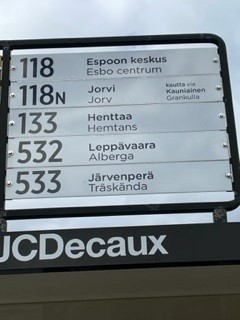 118 Espoon keskus
Esbo centrum
118N Jorvi kautta via Kauniainen
Jorv Grankulla
133 Henttaa
Hemtans
532 Leppävaara
Alberga
533 Järvenperä
Träskända
JCDecaux